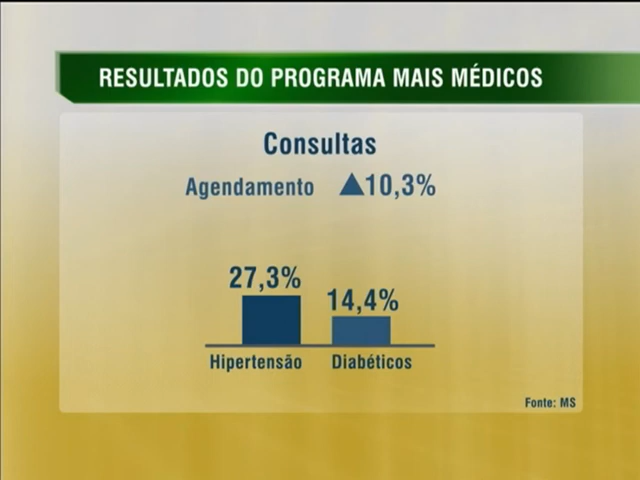 RESULTADOS DO PROGRAMA MAIS MÉDICOS
Consultas
Agendamento ▲10,3%
27,3%
14,4%
Hipertensão Diabéticos
Fonte: MS